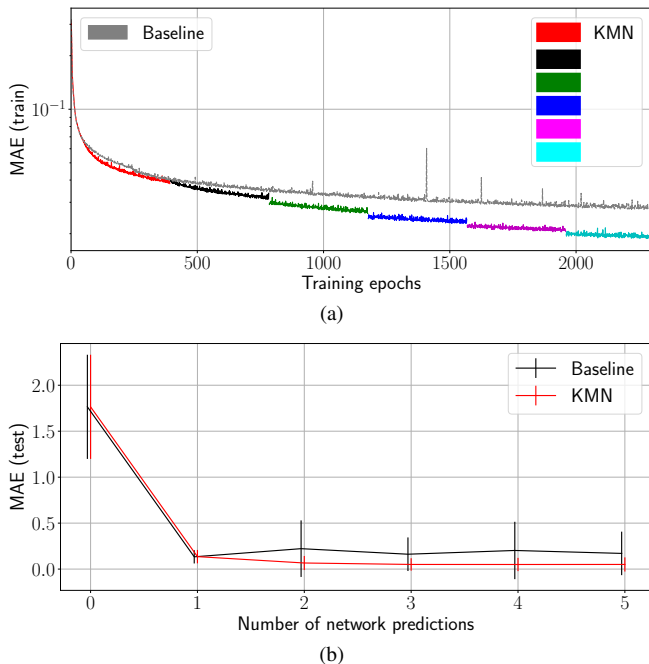 Baseline
KMN
MAE (train)
10⁻¹
0 500 1000 1500 2000
Training epochs
(a)
Baseline
KMN
MAE (test)
2.0
1.5
1.0
0.5
0.0
0 1 2 3 4 5
Number of network predictions
(b)